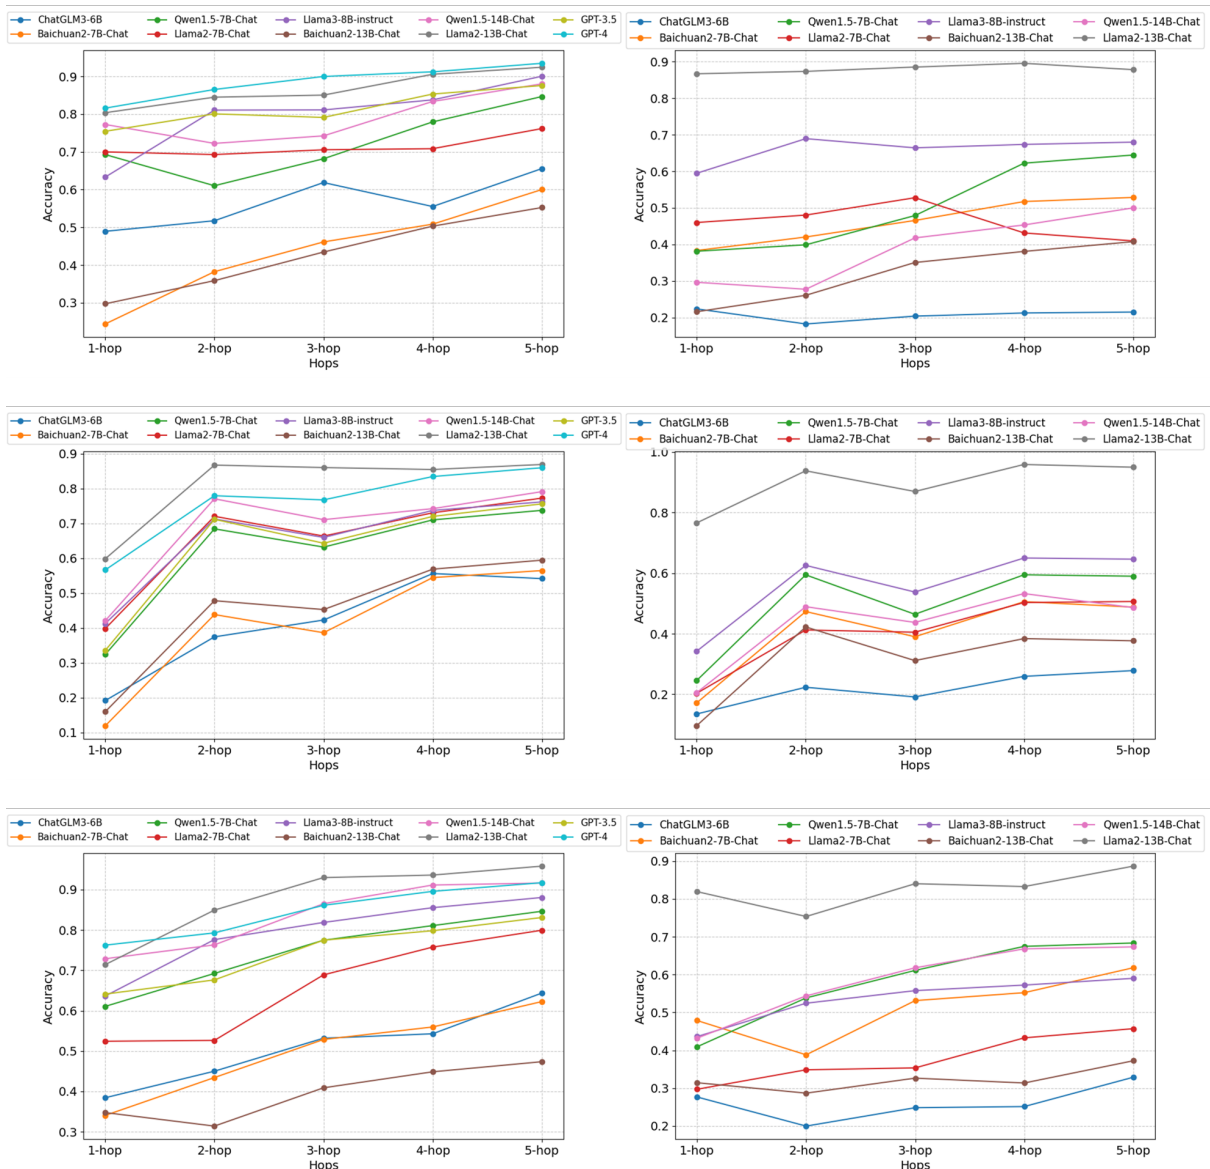 ChatGLM3-6B Qwen1.5-7B-Chat Llama3-8B-instruct Qwen1.5-14B-Chat GPT-3.5
Baichuan2-7B-Chat Llama2-7B-Chat Baichuan2-13B-Chat Llama2-13B-Chat GPT-4
0.9
0.8
0.7
0.6
0.5
0.4
0.3
Accuracy
1-hop 2-hop 3-hop 4-hop 5-hop
Hops
ChatGLM3-6B Qwen1.5-7B-Chat Llama3-8B-instruct Qwen1.5-14B-Chat
Baichuan2-7B-Chat Llama2-7B-Chat Baichuan2-13B-Chat Llama2-13B-Chat
0.9
0.8
0.7
0.6
0.5
0.4
0.3
0.2
Accuracy
1-hop 2-hop 3-hop 4-hop 5-hop
Hops
ChatGLM3-6B Qwen1.5-7B-Chat Llama3-8B-instruct Qwen1.5-14B-Chat GPT-3.5
Baichuan2-7B-Chat Llama2-7B-Chat Baichuan2-13B-Chat Llama2-13B-Chat GPT-4
0.9
0.8
0.7
0.6
0.5
0.4
0.3
0.2
0.1
Accuracy
1-hop 2-hop 3-hop 4-hop 5-hop
Hops
ChatGLM3-6B Qwen1.5-7B-Chat Llama3-8B-instruct Qwen1.5-14B-Chat
Baichuan2-7B-Chat Llama2-7B-Chat Baichuan2-13B-Chat Llama2-13B-Chat
1.0
0.8
0.6
0.4
0.2
Accuracy
1-hop 2-hop 3-hop 4-hop 5-hop
Hops
ChatGLM3-6B Qwen1.5-7B-Chat Llama3-8B-instruct Qwen1.5-14B-Chat GPT-3.5
Baichuan2-7B-Chat Llama2-7B-Chat Baichuan2-13B-Chat Llama2-13B-Chat GPT-4
0.9
0.8
0.7
0.6
0.5
0.4
0.3
Accuracy
1-hop 2-hop 3-hop 4-hop 5-hop
Hops
ChatGLM3-6B Qwen1.5-7B-Chat Llama3-8B-instruct Qwen1.5-14B-Chat
Baichuan2-7B-Chat Llama2-7B-Chat Baichuan2-13B-Chat Llama2-13B-Chat
0.9
0.8
0.7
0.6
0.5
0.4
0.3
0.2
Accuracy
1-hop 2-hop 3-hop 4-hop 5-hop
Hops